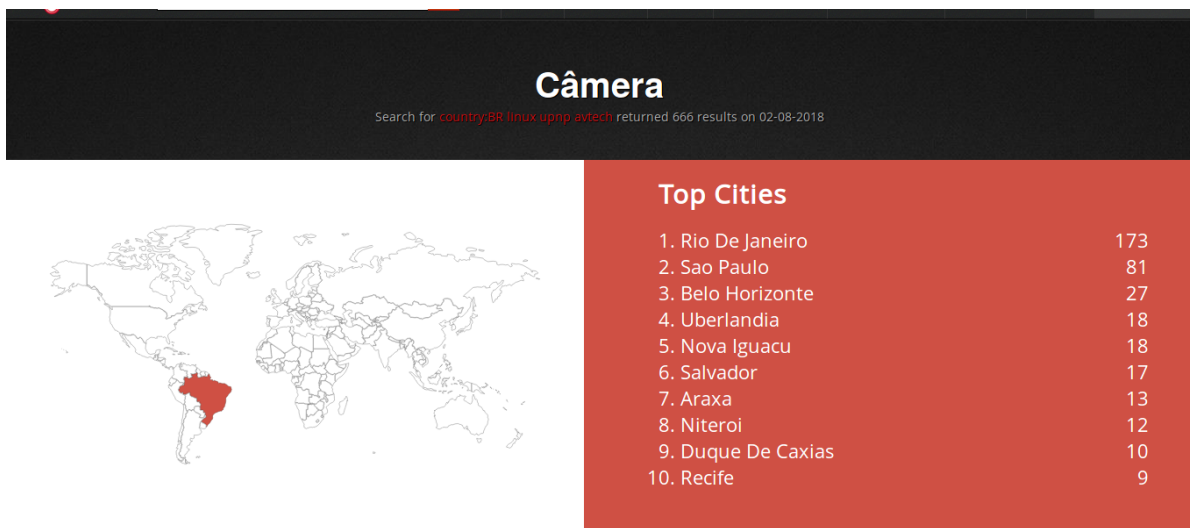 Câmera
Search for country:BR linux upnp avtech returned 666 results on 02-08-2018
Top Cities
1. Rio De Janeiro 173
2. Sao Paulo 81
3. Belo Horizonte 27
4. Uberlandia 18
5. Nova Iguacu 18
6. Salvador 17
7. Araxa 13
8. Niteroi 12
9. Duque De Caxias 10
10. Recife 9